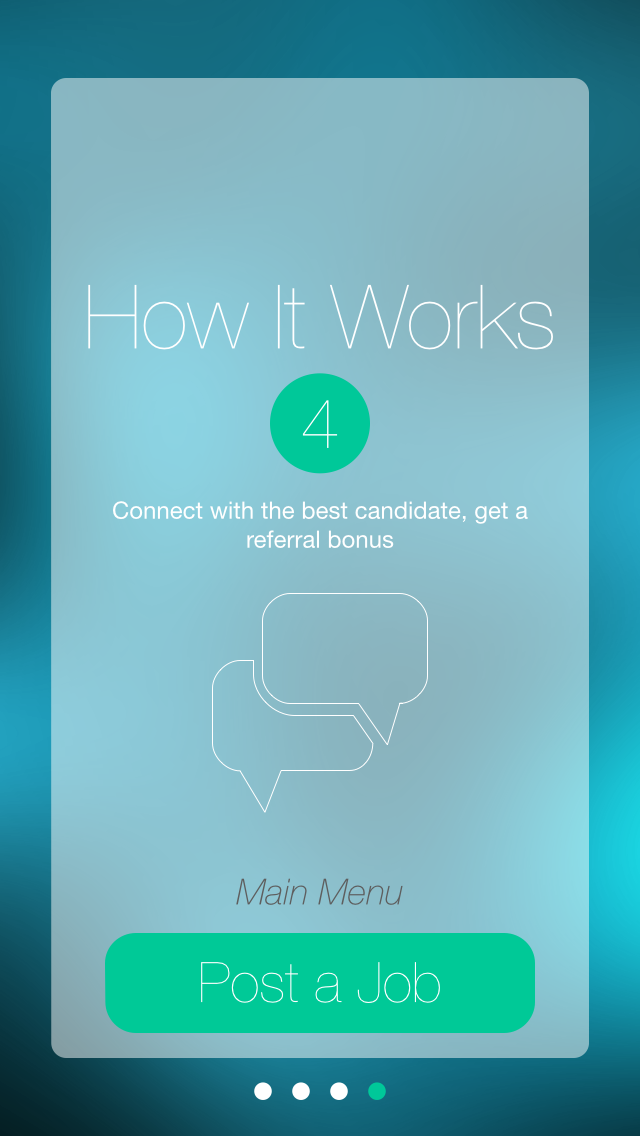 How It Works
4
Connect with the best candidate, get a
referral bonus
Main Menu
Post a Job